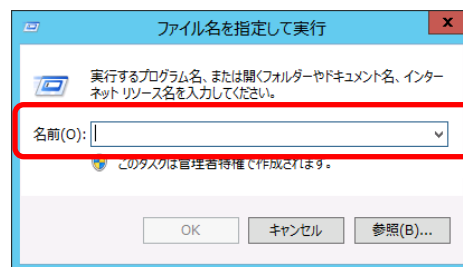 ファイル名を指定して実行
x
実行するプログラム名、または開くフォルダーやドキュメント名、インター
ネット リソース名を入力してください。
名前(O):
このタスクは管理者特権で作成されます。
OK
キャンセル
参照(B)...